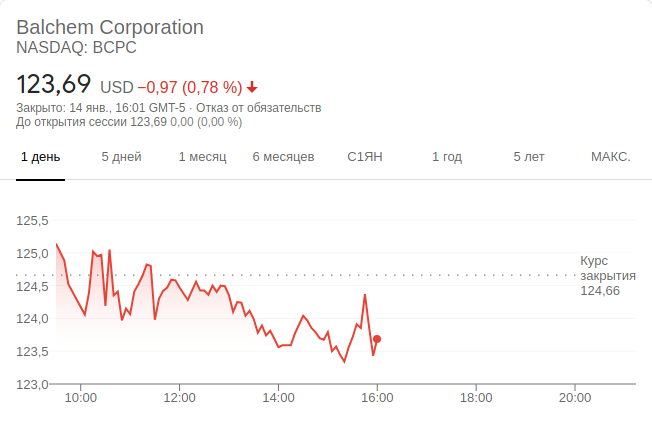 Balchem Corporation
NASDAQ: BCPC
123,69 USD −0,97 (0,78 %)
Закрыто: 14 янв., 16:01 GMT-5 · Отказ от обязательств
До открытия сессии 123,69 0,00 (0,00 %)
1 день 5 дней 1 месяц 6 месяцев С1ЯН 1 год 5 лет МАКС.
125,5
125,0
124,5
124,0
123,5
123,0
Курс
закрытия
124,66
10:00 12:00 14:00 16:00 18:00 20:00